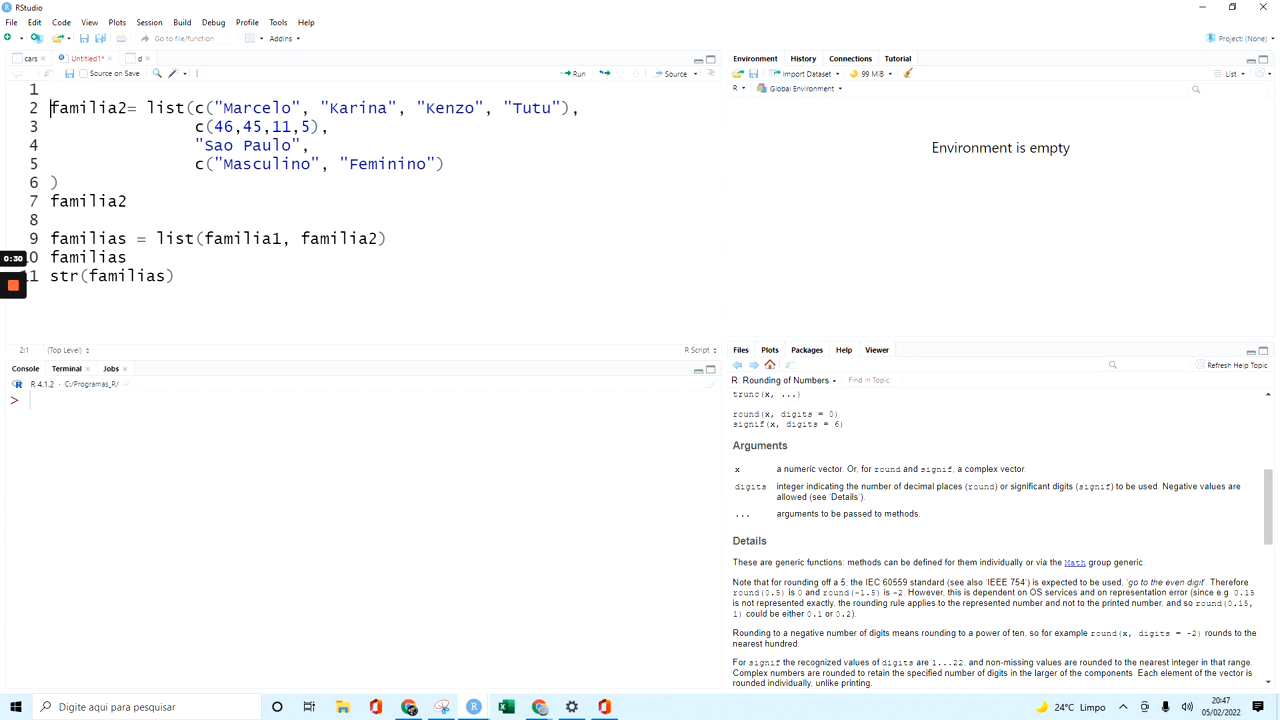 RStudio
File Edit Code View Plots Session Build Debug Profile Tools Help
Go to file/function Addins Project: (None)
cars Untitled1* d
Source on Save Run Source
1
2 familia2= list(c("Marcelo", "Karina", "Kenzo", "Tutu"),
3 c(46,45,11,5),
4 "Sao Paulo",
5 c("Masculino", "Feminino")
6 )
7 familia2
8
9 familias = list(familia1, familia2)
10 familias
11 str(familias)
0:30
2:1 (Top Level) R Script
Console Terminal Jobs
R 4.1.2 · C:/Programas_R/
>
Environment History Connections Tutorial
Import Dataset 99 MiB List
R Global Environment
Environment is empty
Files Plots Packages Help Viewer
Refresh Help Topic
R: Rounding of Numbers Find in Topic
trunc(x, ...)
round(x, digits = 0)
signif(x, digits = 6)
Arguments
x a numeric vector. Or, for round and signif, a complex vector.
digits integer indicating the number of decimal places (round) or significant digits (signif) to be used. Negative values are
allowed (see ‘Details’).
... arguments to be passed to methods.
Details
These are generic functions: methods can be defined for them individually or via the Math group generic.
Note that for rounding off a 5, the IEC 60559 standard (see also ‘IEEE 754’) is expected to be used, ‘go to the even digit’. Therefore
round(0.5) is 0 and round(-1.5) is -2. However, this is dependent on OS services and on representation error (since e.g. 0.15
is not represented exactly, the rounding rule applies to the represented number and not to the printed number, and so round(0.15,
1) could be either 0.1 or 0.2).
Rounding to a negative number of digits means rounding to a power of ten, so for example round(x, digits = -2) rounds to the
nearest hundred.
For signif the recognized values of digits are 1...22, and non-missing values are rounded to the nearest integer in that range.
Complex numbers are rounded to retain the specified number of digits in the larger of the components. Each element of the vector is
rounded individually, unlike printing.
Digite aqui para pesquisar
24°C Limpo
20:47
05/02/2022